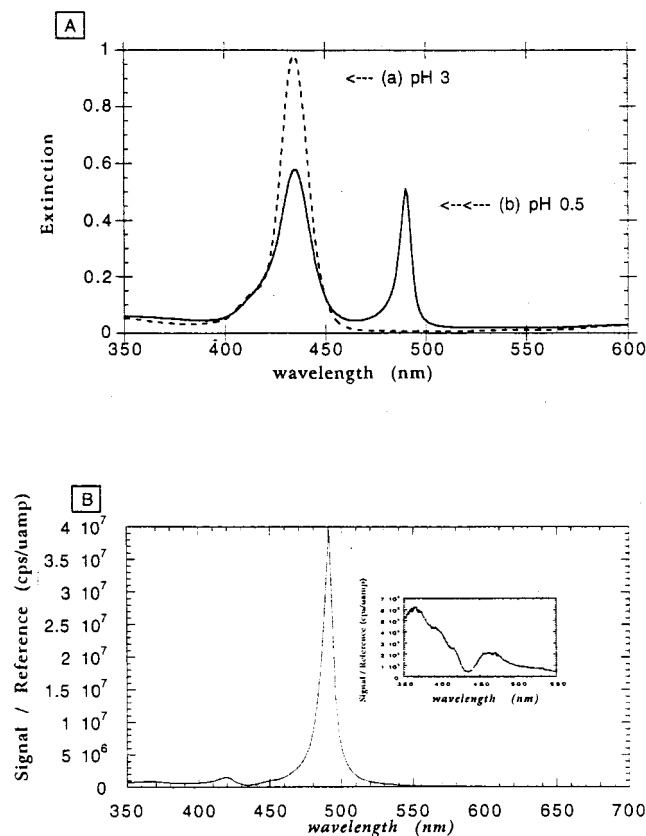 A
1
<--- (a) pH 3
0.8
0.6
<--<--- (b) pH 0.5
0.4
0.2
0
Extinction
350 400 450 500 550 600
wavelength (nm)
B
4 10⁷
3.5 10⁷
3 10⁷
2.5 10⁷
2 10⁷
1.5 10⁷
1 10⁷
5 10⁶
0
Signal / Reference (cps/uamp)
350 400 450 500 550 600 650 700
wavelength (nm)
Signal / Reference (cps/uamp)
wavelength (nm)